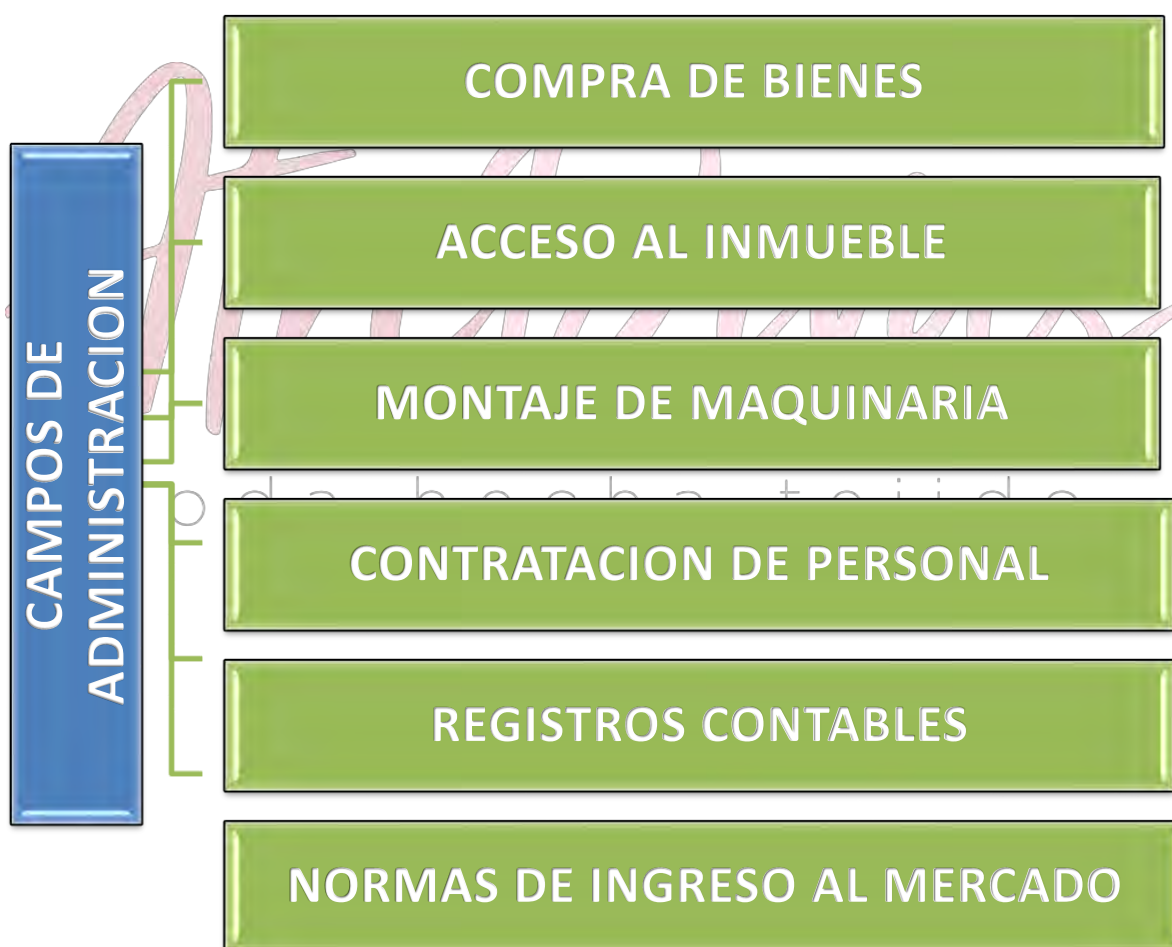 CAMPOS DE
ADMINISTRACION
COMPRA DE BIENES
ACCESO AL INMUEBLE
MONTAJE DE MAQUINARIA
CONTRATACION DE PERSONAL
REGISTROS CONTABLES
NORMAS DE INGRESO AL MERCADO